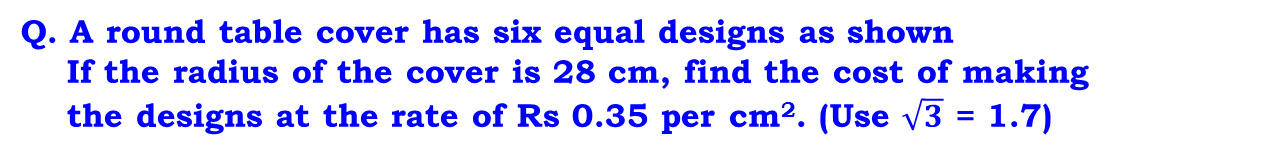 Q. A round table cover has six equal designs as shown
If the radius of the cover is 28 cm, find the cost of making
the designs at the rate of Rs 0.35 per cm². (Use √3 = 1.7)